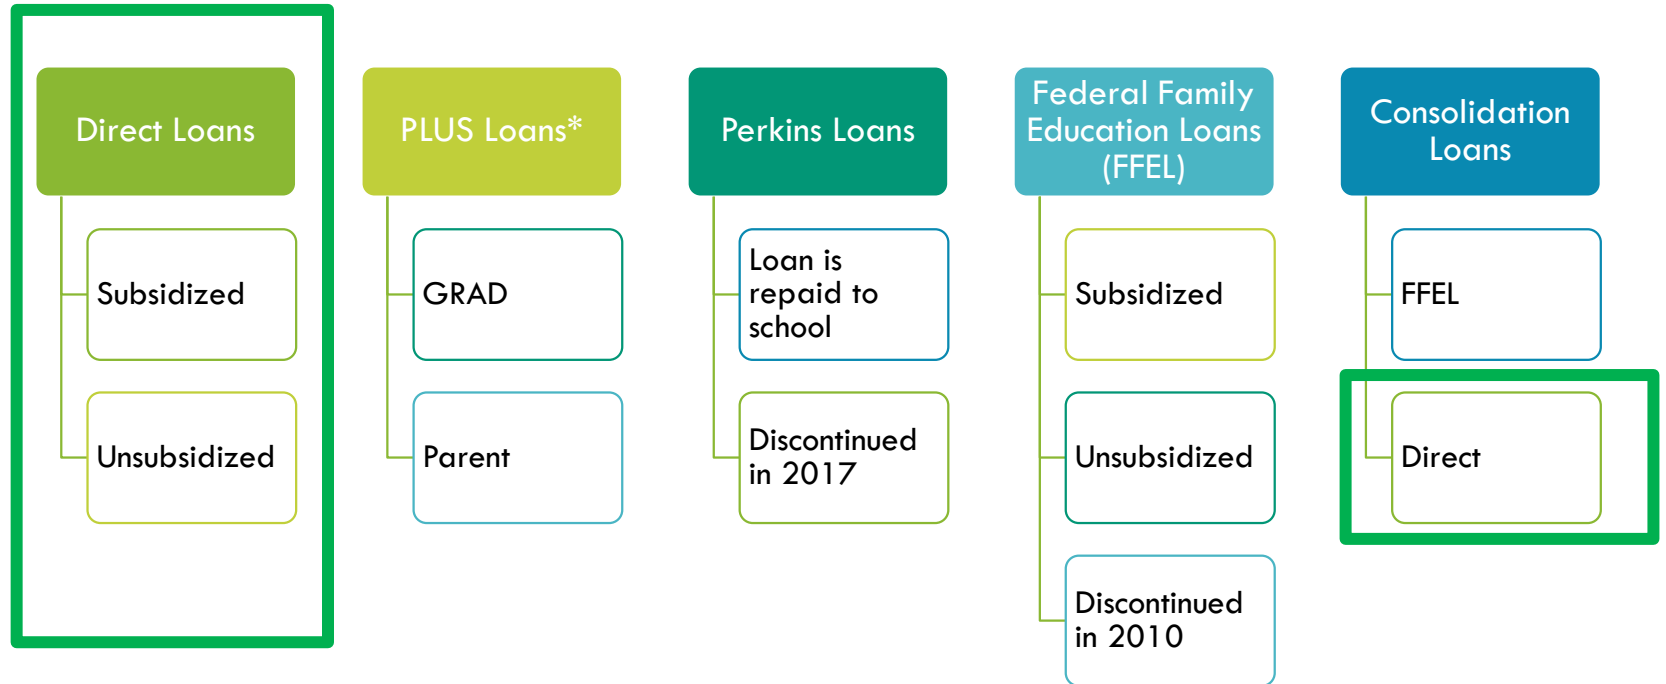 Direct Loans
Subsidized
Unsubsidized
PLUS Loans*
GRAD
Parent
Perkins Loans
Loan is
repaid to
school
Discontinued
in 2017
Federal Family
Education Loans
(FFEL)
Subsidized
Unsubsidized
Discontinued
in 2010
Consolidation
Loans
FFEL
Direct